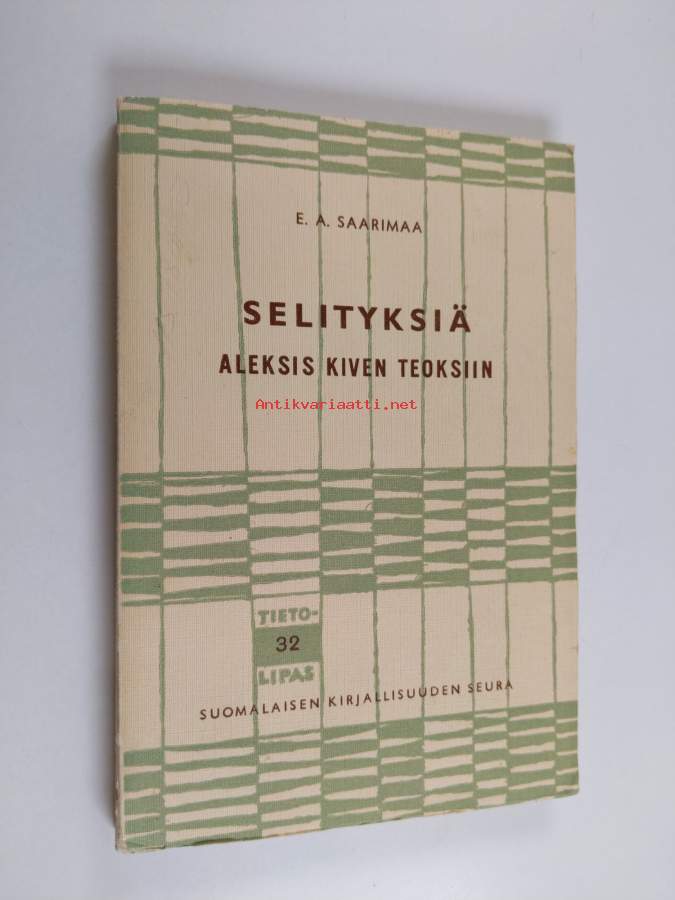 E. A. SAARIMAA
SELITYKSIÄ
ALEKSIS KIVEN TEOKSIIN
Antikvariaatti.net
TIETO-
32
LIPAS
SUOMALAISEN KIRJALLISUUDEN SEURA